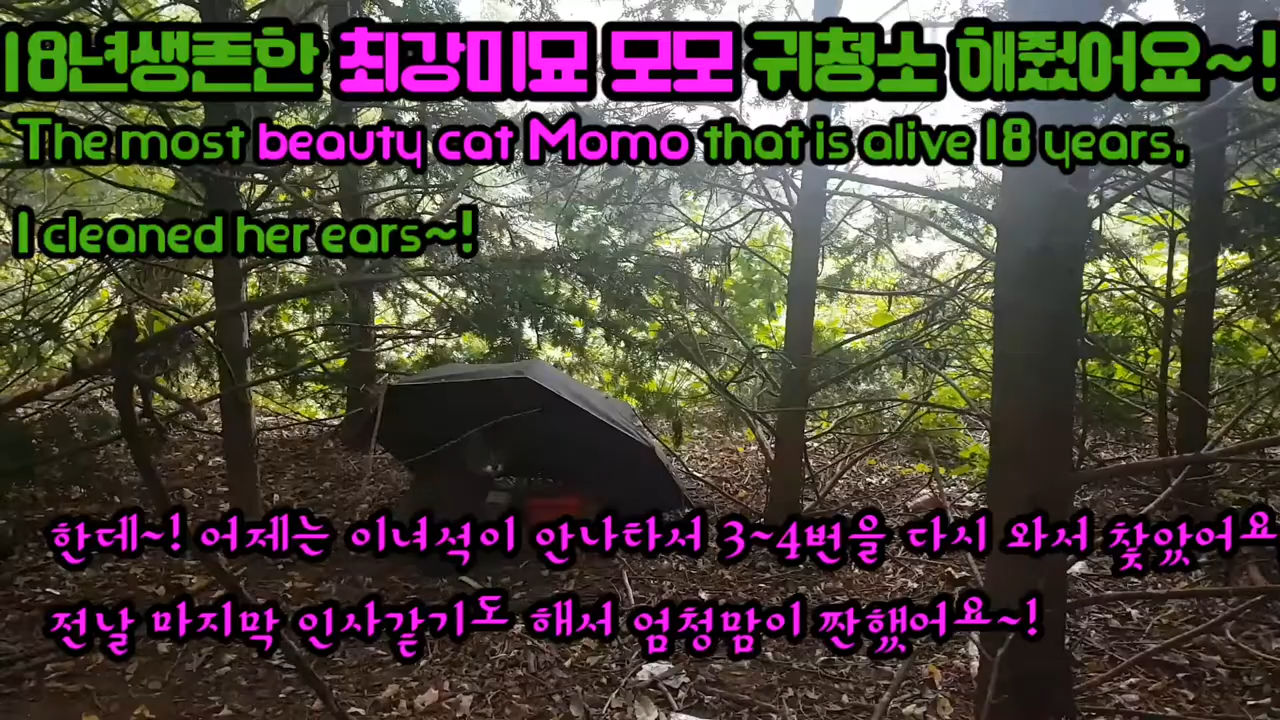 18년생존한 최강미묘 모모 귀청소 해줬어요~!
The most beauty cat Momo that is alive 18 years,
I cleaned her ears~!
한데~! 어제는 이녀석이 안나타서 3~4번을 다시 와서 찾았어요
전날 마지막 인사같기도 해서 엄청맘이 짠했어요~!